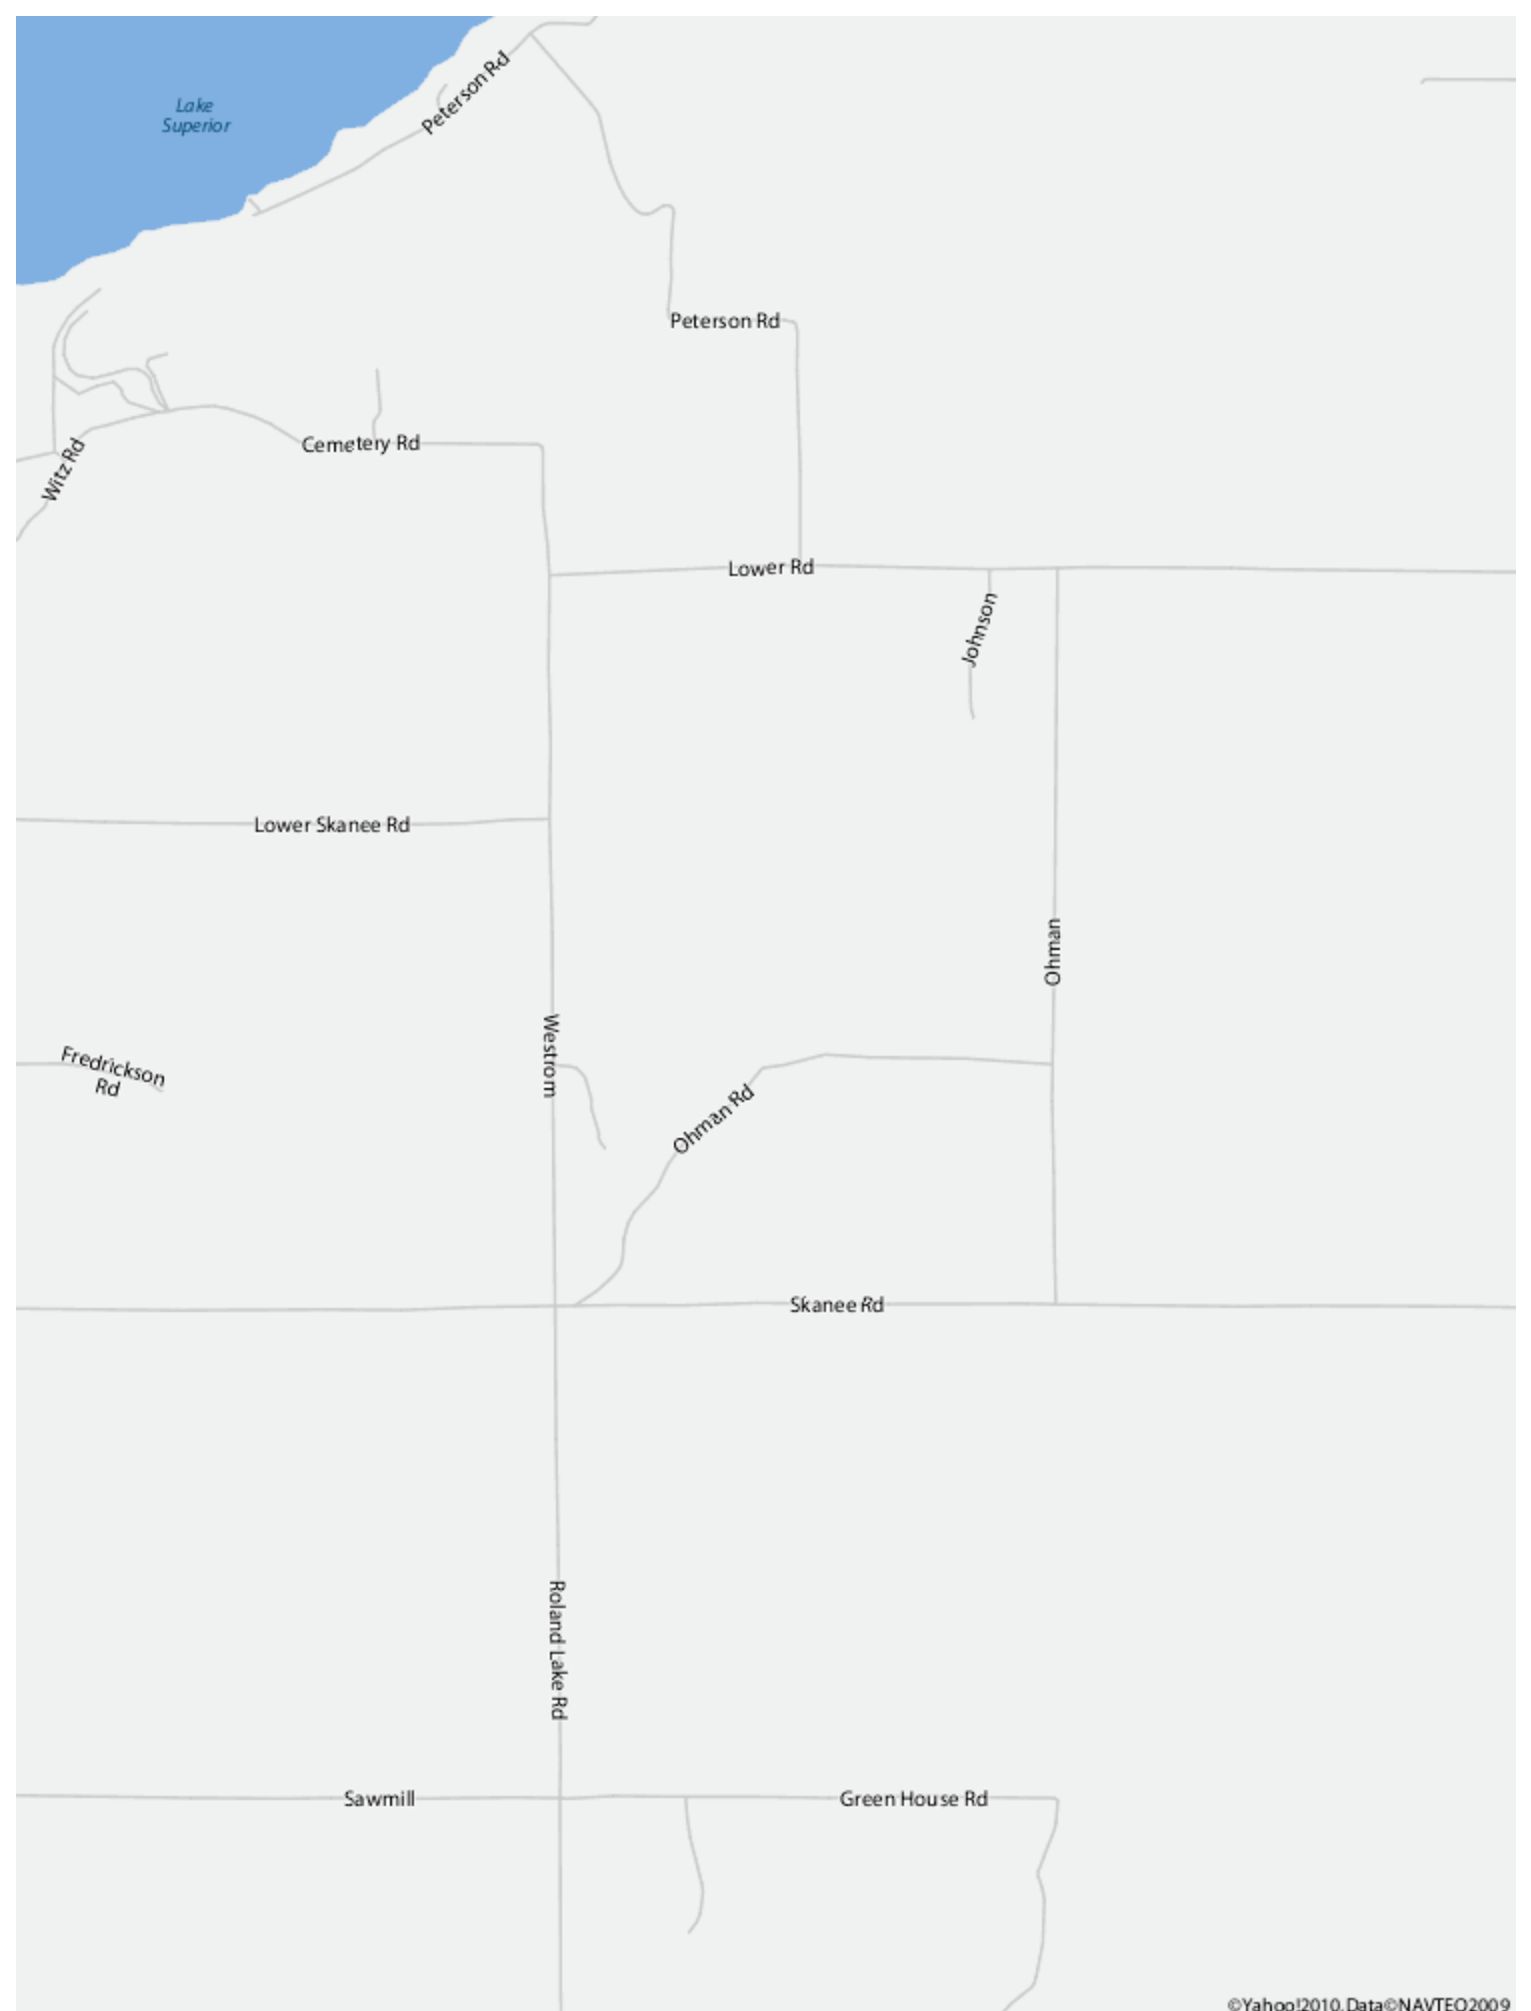 Peterson Rd
Lake
Superior
Peterson Rd
Cemetery Rd
Witz Rd
Lower Rd
Johnson
Lower Skanee Rd
Ohman
Westrom
Fredrickson
Rd
Ohman Rd
Skanee Rd
Roland Lake Rd
Sawmill
Green House Rd
©Yahoo!2010, Data©NAVTEQ2009